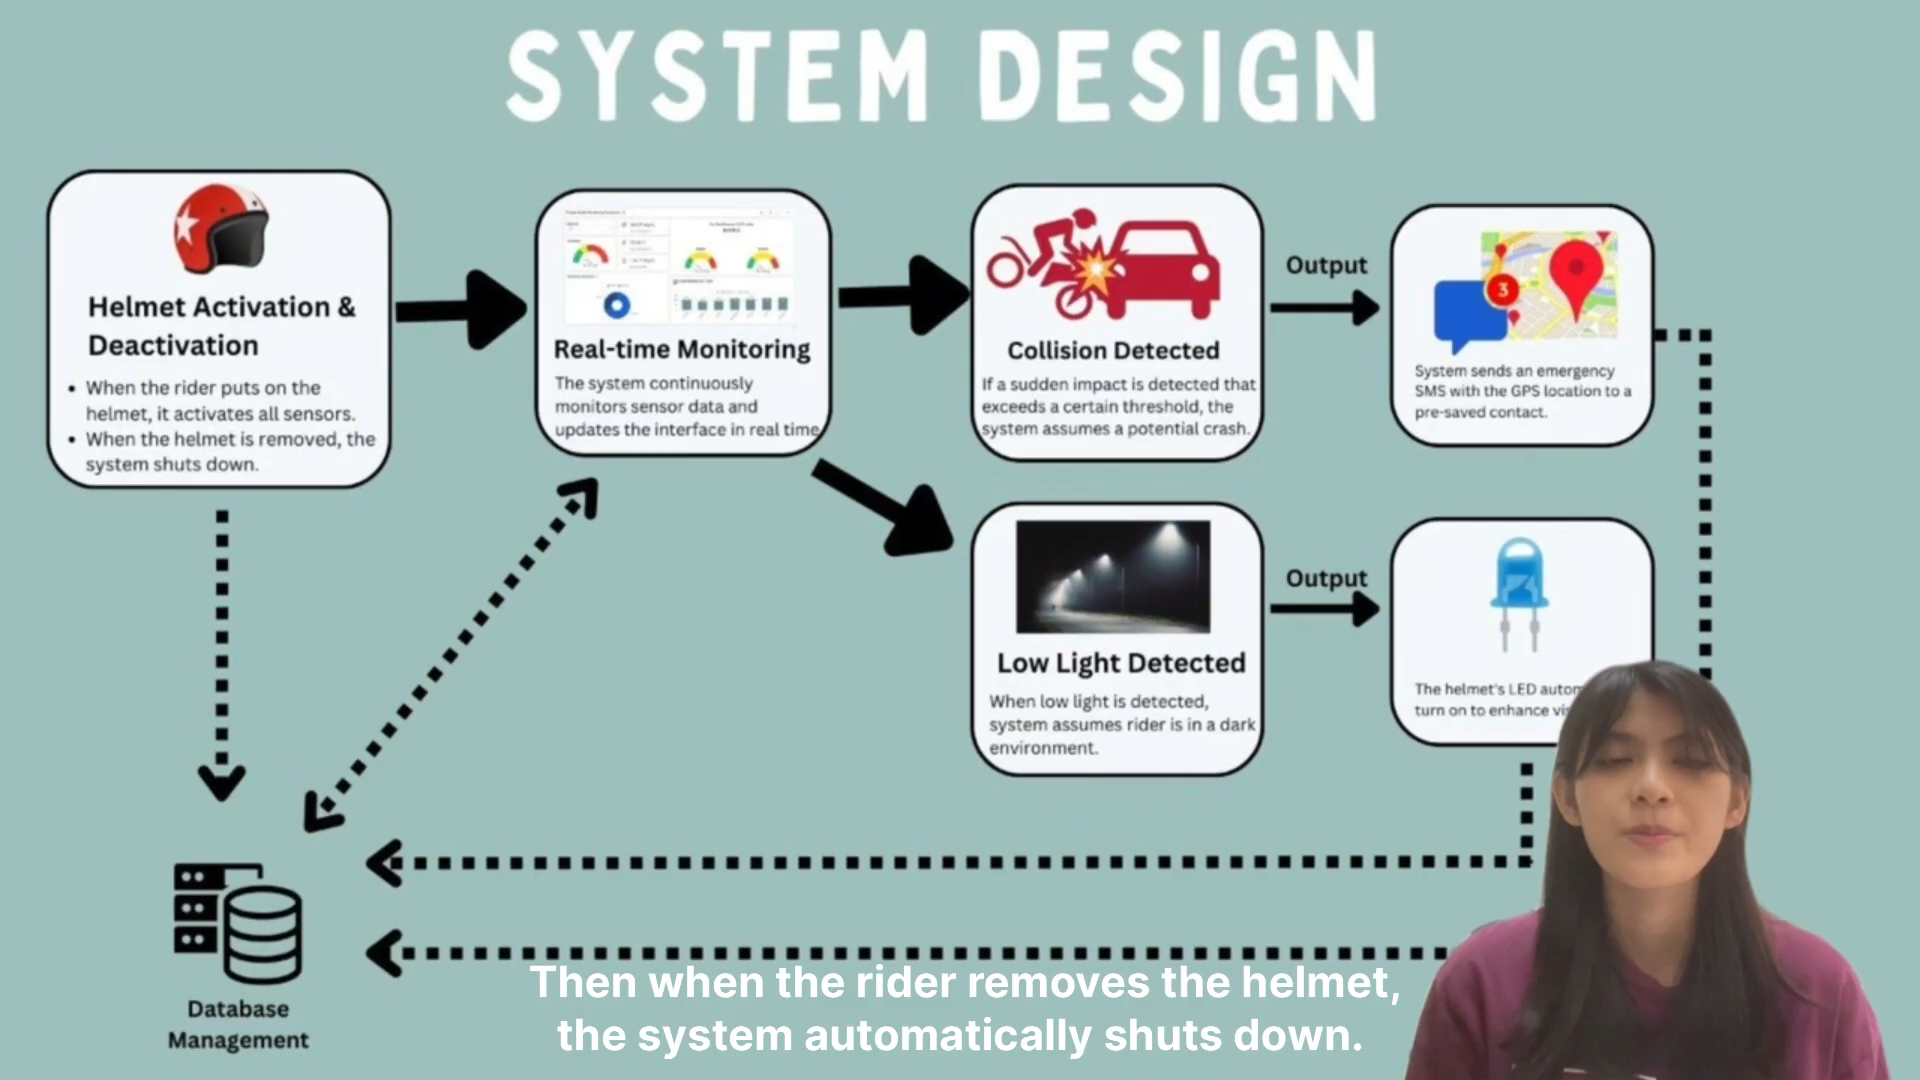 SYSTEM DESIGN
Helmet Activation &
Deactivation
• When the rider puts on the
helmet, it activates all sensors.
• When the helmet is removed, the
system shuts down.
Real-time Monitoring
The system continuously
monitors sensor data and
updates the interface in real time
Collision Detected
If a sudden impact is detected that
exceeds a certain threshold, the
system assumes a potential crash.
Output
3
System sends an emergency
SMS with the GPS location to a
pre-saved contact.
Low Light Detected
When low light is detected,
system assumes rider is in a dark
environment.
Output
The helmet's LED
turn on to enhance
Database
Management
Then when the rider removes the helmet,
the system automatically shuts down.